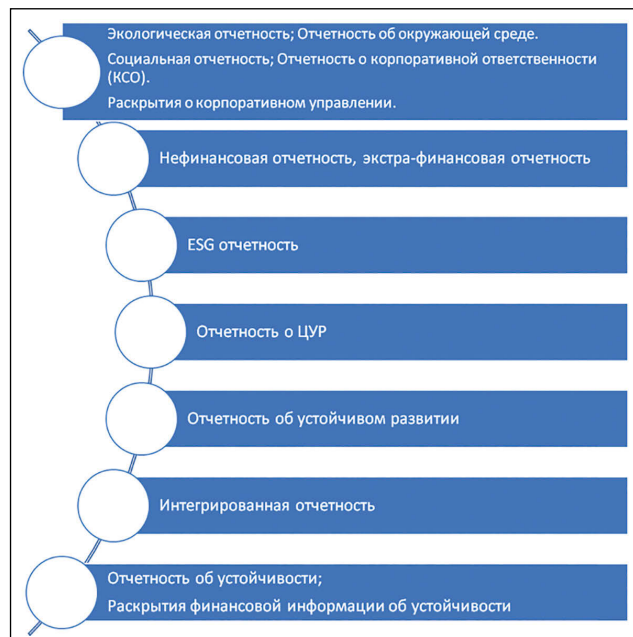 Экологическая отчетность; Отчетность об окружающей среде.
Социальная отчетность; Отчетность о корпоративной ответственности
(КСО).
Раскрытия о корпоративном управлении.
Нефинансовая отчетность, экстра-финансовая отчетность
ESG отчетность
Отчетность о ЦУР
Отчетность об устойчивом развитии
Интегрированная отчетность
Отчетность об устойчивости;
Раскрытия финансовой информации об устойчивости